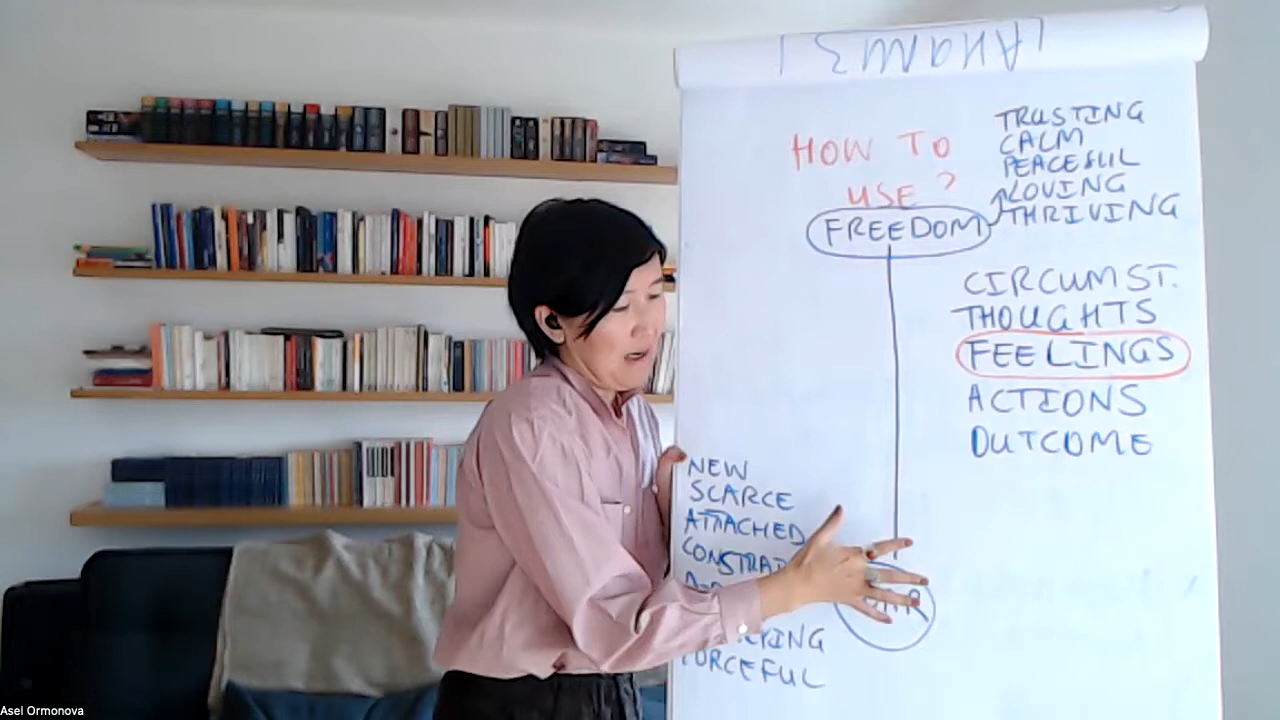 АНАЛИЗ
HOW TO
USE?
TRUSTING
CALM
PEACEFUL
LOVING
THRIVING
FREEDOM
CIRCUMST.
THOUGHTS
FEELINGS
ACTIONS
OUTCOME
NEW
SCARCE
ATTACHED
FORCEFUL
Asel Ormonova